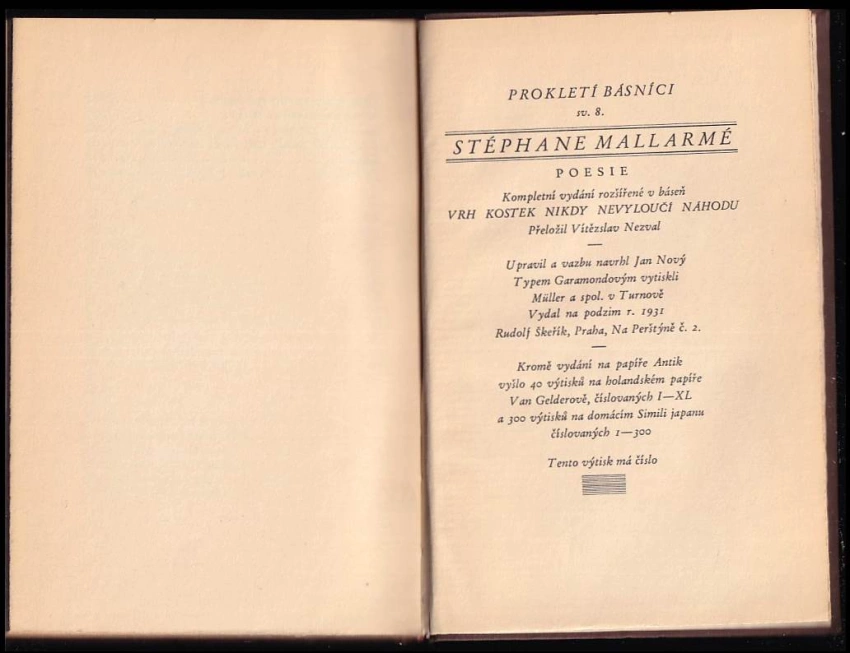 PROKLETÍ BÁSNÍCI
sv. 8.
STÉPHANE MALLARMÉ
POESIE
Kompletní vydání rozšířené v báseň
VRH KOSTEK NIKDY NEVYLOUČÍ NÁHODU
Přeložil Vítězslav Nezval
—
Upravil a vazbu navrhl Jan Nový
Typem Garamondovým vytiskli
Müller a spol. v Turnově
Vydal na podzim r. 1931
Rudolf Škeřík, Praha, Na Perštýně č. 2.
—
Kromě vydání na papíře Antik
vyšlo 40 výtisků na holandském papíře
Van Gelderově, číslovaných I—XL
a 300 výtisků na domácím Simili japanu
číslovaných 1—300
Tento výtisk má číslo